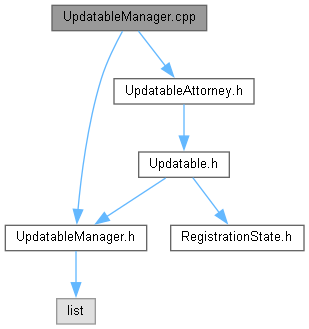 UpdatableManager.cpp
UpdatableAttorney.h
Updatable.h
UpdatableManager.h
RegistrationState.h
list